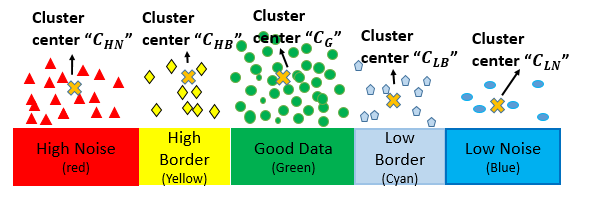 Cluster
center “C_HN”
Cluster
center “C_HB”
Cluster
center “C_G”
Cluster
center “C_LB”
Cluster
center “C_LN”
High Noise
(red)
High
Border
(Yellow)
Good Data
(Green)
Low
Border
(Cyan)
Low Noise
(Blue)